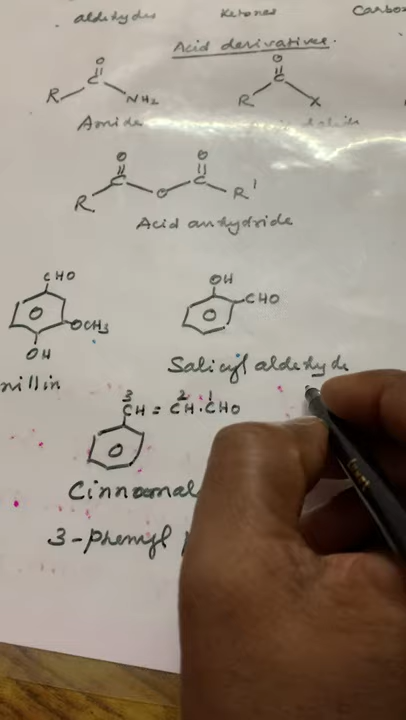 aldehydes Ketones Carbox
Acid derivatives.
O O
R C NH2 R C X
Amide
O O
R C O C R'
Acid anhydride
CHO OH
CHO
OCH3
OH
Salicyl aldehyde
nillin
3 2 1
CH = CH . CHO
Cinnamal
3-phenyl